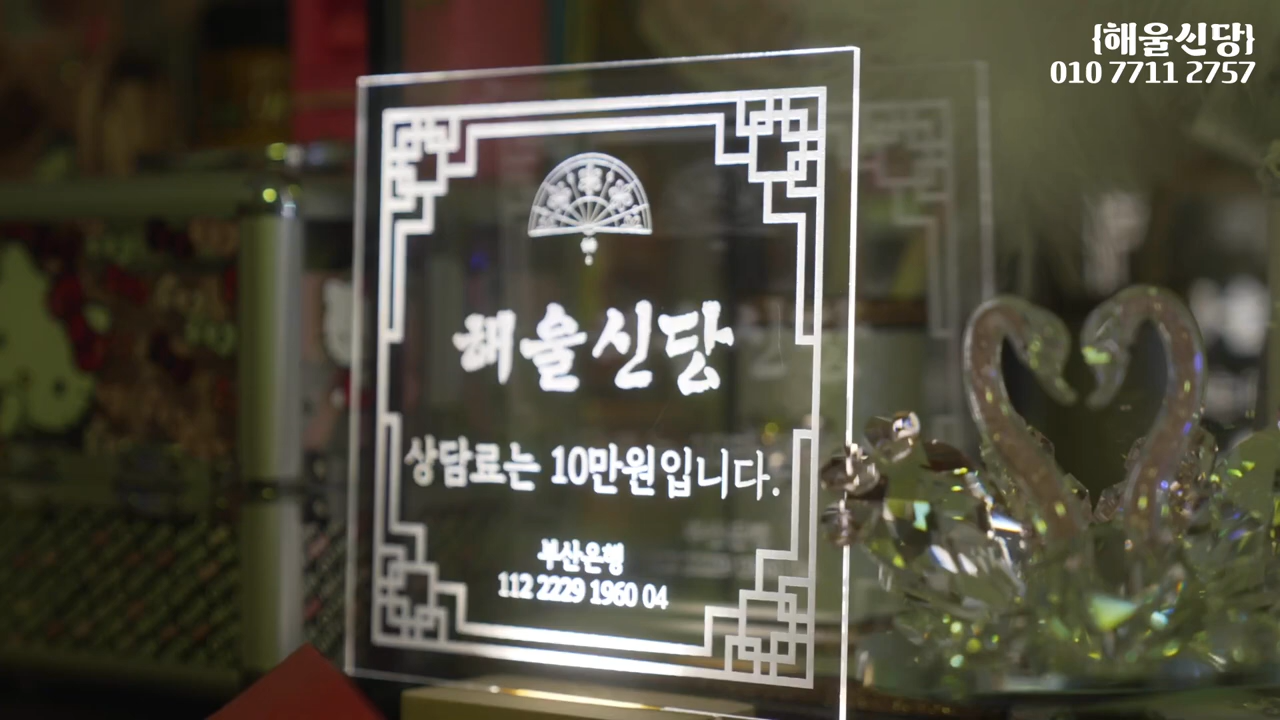 {해울신당}
010 7711 2757
해울신당
상담료는 10만원입니다.
부산은행
112 2229 1960 04